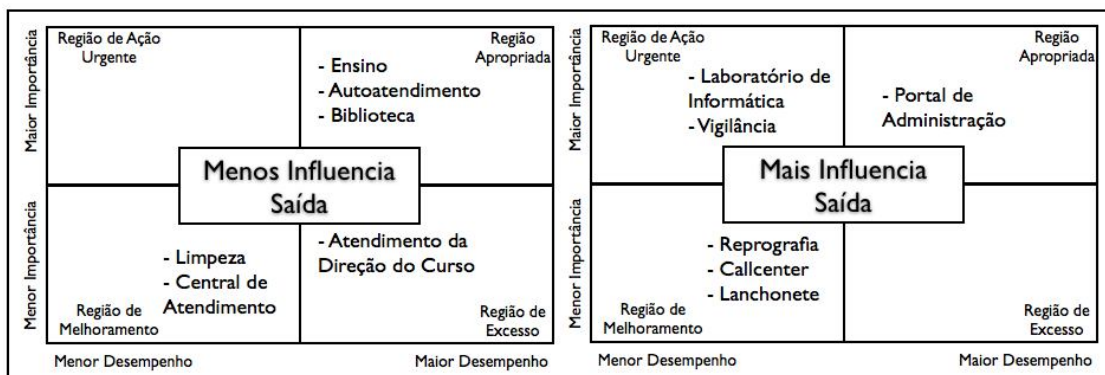 Maior Importância
Menor Importância
Região de Ação
Urgente
Região
Apropriada
- Ensino
- Autoatendimento
- Biblioteca
Menos Influencia
Saída
- Limpeza
- Central de
Atendimento
- Atendimento da
Direção do Curso
Região de
Melhoramento
Região de
Excesso
Menor Desempenho
Maior Desempenho
Maior Importância
Menor Importância
Região de Ação
Urgente
Região
Apropriada
- Laboratório de
Informática
- Vigilância
- Portal de
Administração
Mais Influencia
Saída
- Reprografia
- Callcenter
- Lanchonete
Região de
Melhoramento
Região de
Excesso
Menor Desempenho
Maior Desempenho